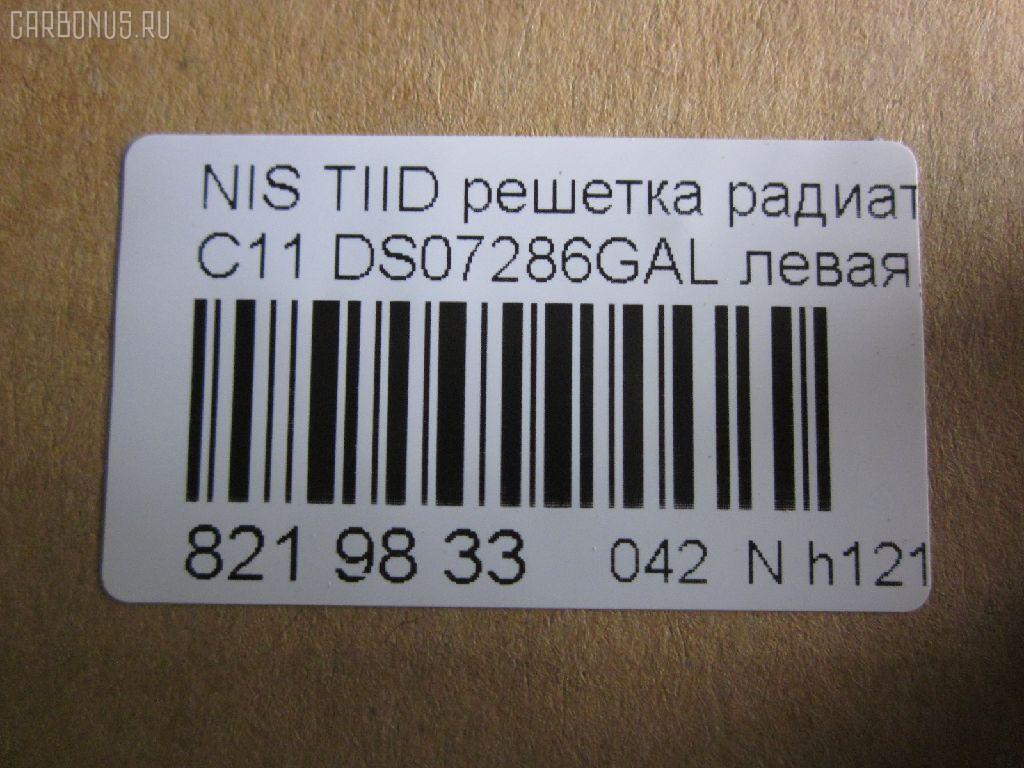 CARBONUS.RU
NIS TIID решетка радиат
C11 DS07286GAL левая
821 98 33 042 N h121